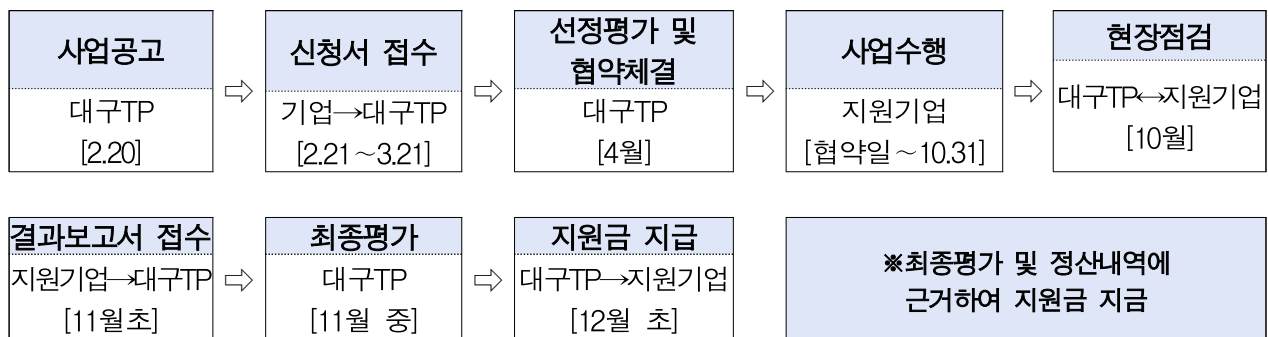 사업공고
대구TP
[2.20]
⇨
신청서 접수
기업→대구TP
[2.21~3.21]
⇨
선정평가 및
협약체결
대구TP
[4월]
⇨
사업수행
지원기업
[협약일~10.31]
⇨
현장점검
대구TP↔지원기업
[10월]
결과보고서 접수
지원기업→대구TP
[11월초]
⇨
최종평가
대구TP
[11월 중]
⇨
지원금 지급
대구TP→지원기업
[12월 초]
※최종평가 및 정산내역에
근거하여 지원금 지급